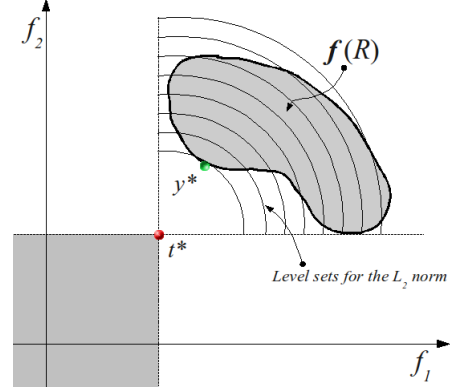 f₂
f(R)
y*
t*
Level sets for the L₂ norm
f₁